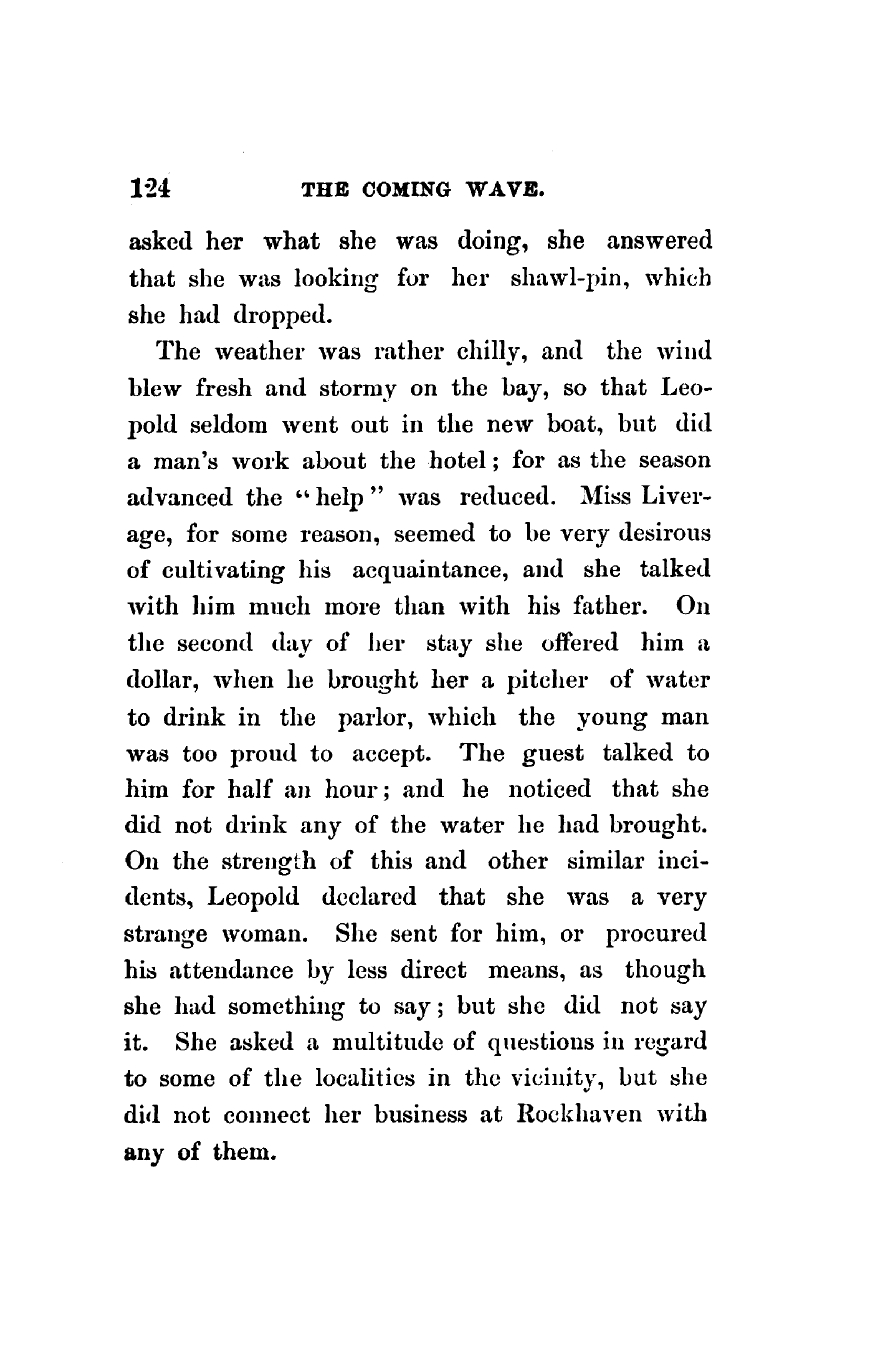 124 THE COMING WAVE.
asked her what she was doing, she answered
that she was looking for her shawl-pin, which
she had dropped.
The weather was rather chilly, and the wind
blew fresh and stormy on the bay, so that Leo-
pold seldom went out in the new boat, but did
a man's work about the hotel; for as the season
advanced the "help" was reduced. Miss Liver-
age, for some reason, seemed to be very desirous
of cultivating his acquaintance, and she talked
with him much more than with his father. On
the second day of her stay she offered him a
dollar, when he brought her a pitcher of water
to drink in the parlor, which the young man
was too proud to accept. The guest talked to
him for half an hour; and he noticed that she
did not drink any of the water he had brought.
On the strength of this and other similar inci-
dents, Leopold declared that she was a very
strange woman. She sent for him, or procured
his attendance by less direct means, as though
she had something to say; but she did not say
it. She asked a multitude of questions in regard
to some of the localities in the vicinity, but she
did not connect her business at Rockhaven with
any of them.